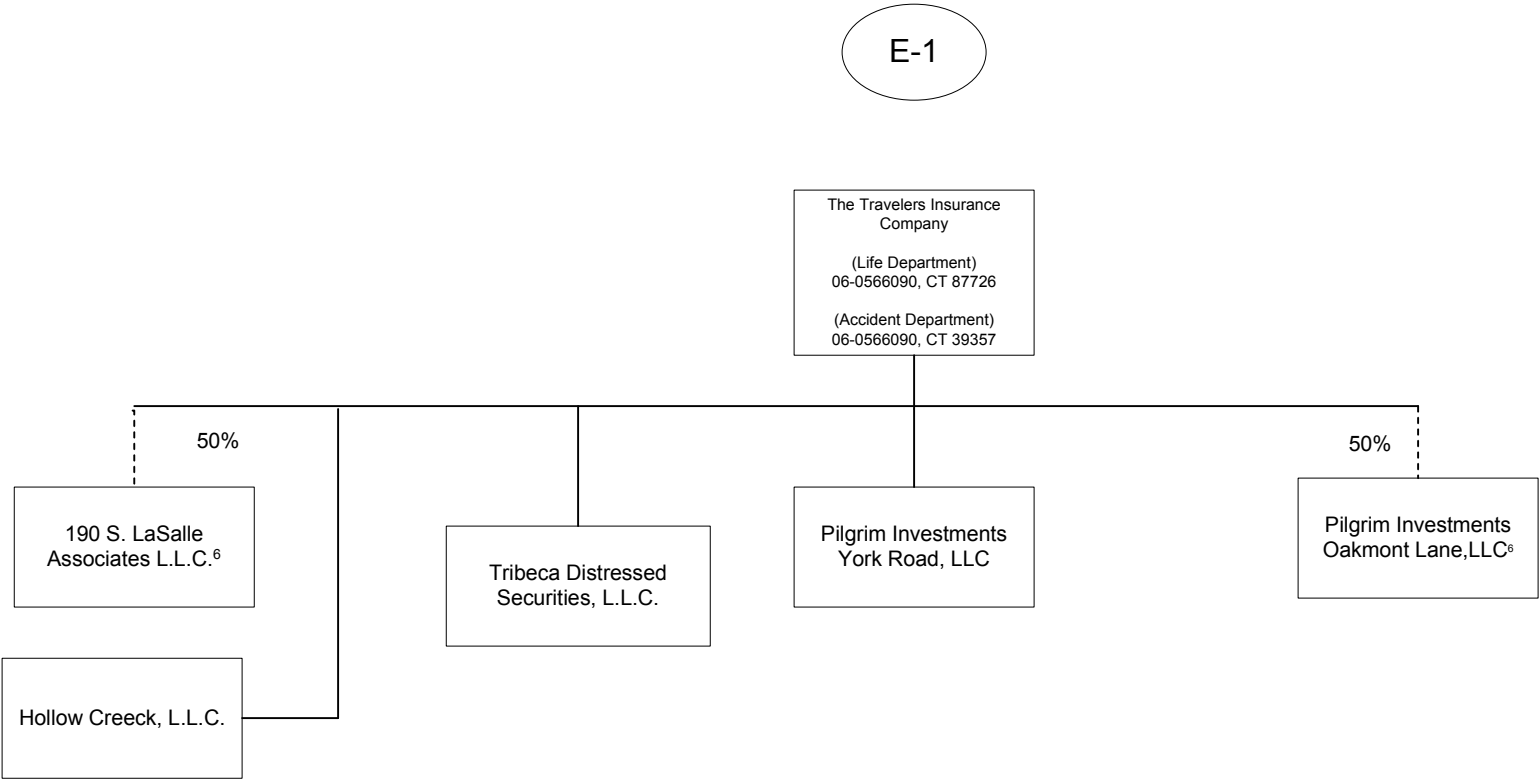 E-1
The Travelers Insurance
Company
(Life Department)
06-0566090, CT 87726
(Accident Department)
06-0566090, CT 39357
50%
50%
190 S. LaSalle
Associates L.L.C.⁶
Tribeca Distressed
Securities, L.L.C.
Pilgrim Investments
York Road, LLC
Pilgrim Investments
Oakmont Lane,LLC⁶
Hollow Creeck, L.L.C.